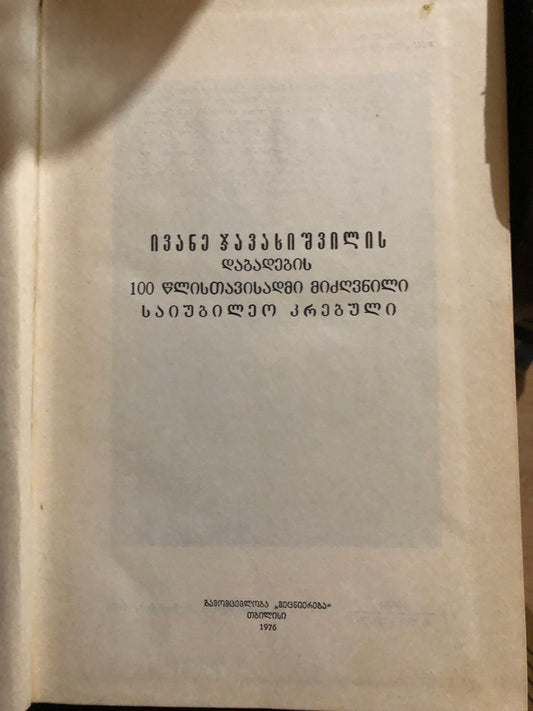 ივანე ჯავახიშვილის
დაბადების
100 წლისთავისადმი მიძღვნილი
საიუბილეო კრებული
გამომცემლობა „მეცნიერება“
თბილისი
1976